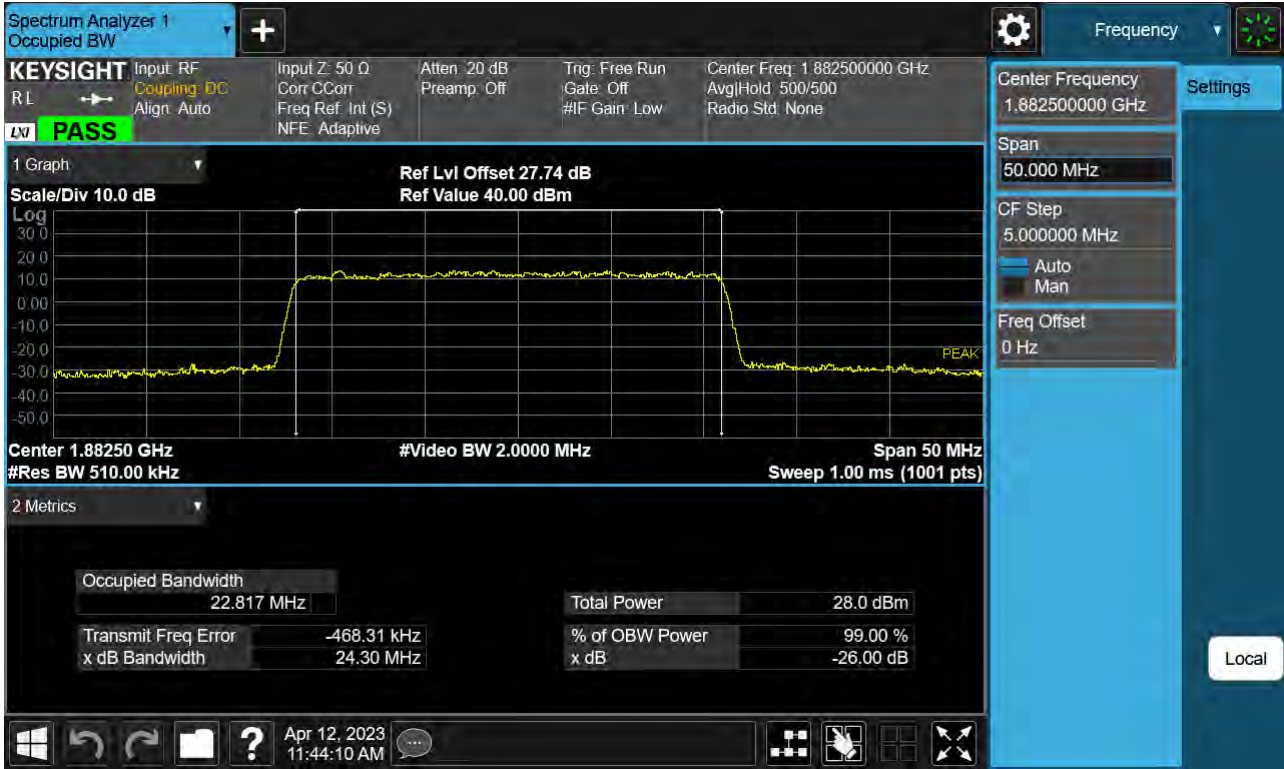 Spectrum Analyzer 1
Occupied BW
+
Frequency
KEYSIGHT
R L
LXI
PASS
Input: RF
Coupling: DC
Align: Auto
Input Z: 50 Ω
Corr CCorr
Freq Ref: Int (S)
NFE: Adaptive
Atten: 20 dB
Preamp: Off
Trig: Free Run
Gate: Off
#IF Gain: Low
Center Freq: 1.882500000 GHz
Avg|Hold: 500/500
Radio Std: None
1 Graph
Scale/Div 10.0 dB
Ref Lvl Offset 27.74 dB
Ref Value 40.00 dBm
Log
30.0
20.0
10.0
0.00
-10.0
-20.0
-30.0
-40.0
-50.0
PEAK
Center 1.88250 GHz
#Video BW 2.0000 MHz
Span 50 MHz
#Res BW 510.00 kHz
Sweep 1.00 ms (1001 pts)
2 Metrics
Occupied Bandwidth
22.817 MHz
Transmit Freq Error -468.31 kHz
x dB Bandwidth 24.30 MHz
Total Power 28.0 dBm
% of OBW Power 99.00 %
x dB -26.00 dB
Center Frequency
1.882500000 GHz
Span
50.000 MHz
CF Step
5.000000 MHz
Auto
Man
Freq Offset
0 Hz
Settings
Local
?
Apr 12, 2023
11:44:10 AM